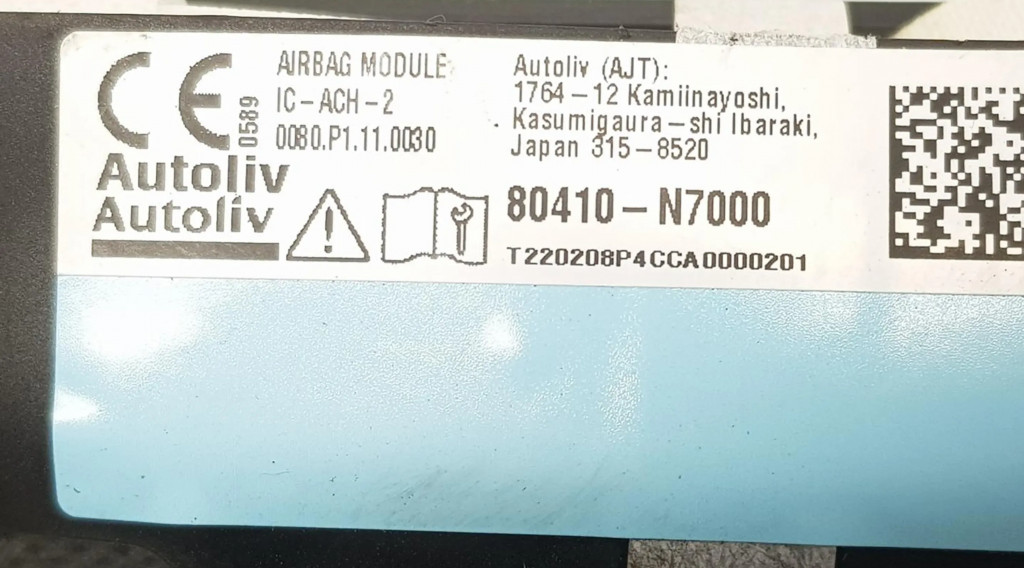 CE 0589
AIRBAG MODULE
IC-ACH-2
0080.P1.11.0030
Autoliv
Autoliv
Autoliv (AJT):
1764-12 Kamiinayoshi,
Kasumigaura-shi Ibaraki,
Japan 315-8520
80410-N7000
T220208P4CCA0000201